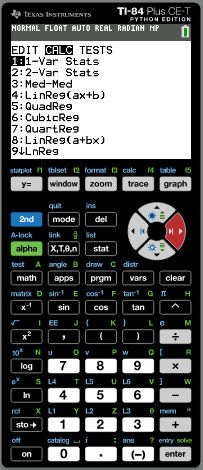 TEXAS INSTRUMENTS TI-84 Plus CE-T
PYTHON EDITION
NORMAL FLOAT AUTO REAL RADIAN MP
EDIT CALC TESTS
1:1-Var Stats
2:2-Var Stats
3:Med-Med
4:LinReg(ax+b)
5:QuadReg
6:CubicReg
7:QuartReg
8:LinReg(a+bx)
9↓LnReg
statplot f1 tblset f2 format f3 calc f4 table f5
y= window zoom trace graph
quit ins
2nd mode del
A-lock link list
alpha X,T,θ,n stat
test A angle B draw C distr
math apps prgm vars clear
matrix D sin⁻¹ E cos⁻¹ F tan⁻¹ G π H
x⁻¹ sin cos tan ^
√ I EE J { K } L e M
x² , ( ) ÷
10ˣ N u O v P w Q [ R
log 7 8 9 ×
eˣ S L4 T L5 U L6 V ] W
ln 4 5 6 −
rcl X L1 Y L2 Z L3 θ mem "
sto→ 1 2 3 +
off catalog i : ans ? entry solve
on 0 . (−) enter